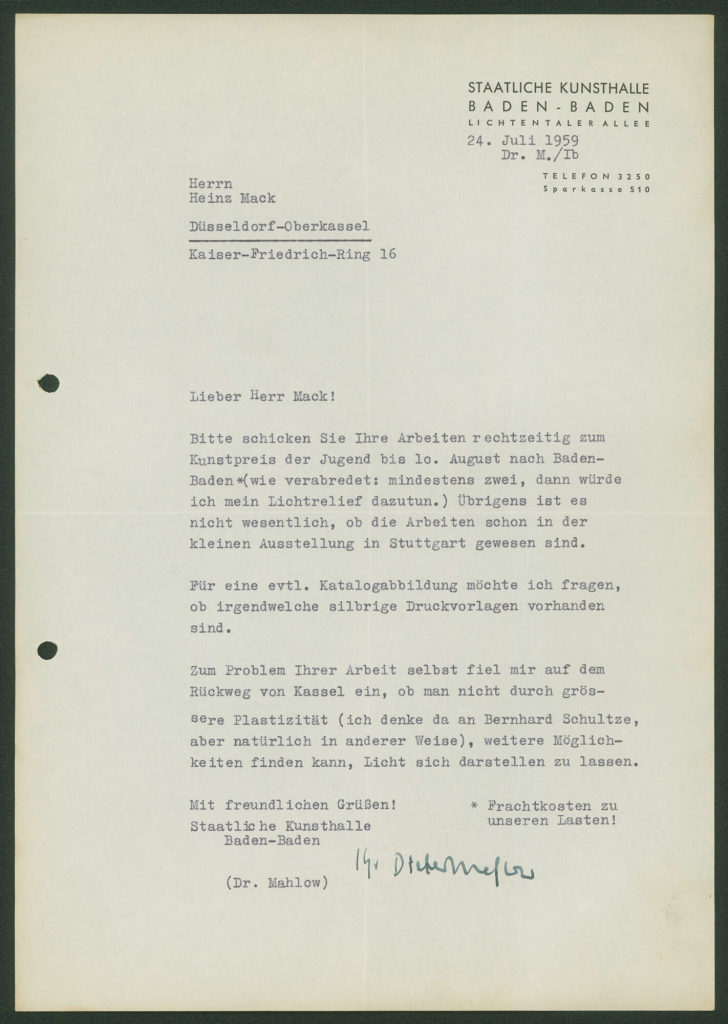 STAATLICHE KUNSTHALLE
BADEN-BADEN
LICHTENTALER ALLEE
24. Juli 1959
Dr. M./Ib
TELEFON 3250
Sparkasse 510
Herrn
Heinz Mack
Düsseldorf-Oberkassel
Kaiser-Friedrich-Ring 16
Lieber Herr Mack!
Bitte schicken Sie Ihre Arbeiten rechtzeitig zum
Kunstpreis der Jugend bis lo. August nach Baden-
Baden*(wie verabredet: mindestens zwei, dann würde
ich mein Lichtrelief dazutun.) Übrigens ist es
nicht wesentlich, ob die Arbeiten schon in der
kleinen Ausstellung in Stuttgart gewesen sind.
Für eine evtl. Katalogabbildung möchte ich fragen,
ob irgendwelche silbrige Druckvorlagen vorhanden
sind.
Zum Problem Ihrer Arbeit selbst fiel mir auf dem
Rückweg von Kassel ein, ob man nicht durch grös-
sere Plastizität (ich denke da an Bernhard Schultze,
aber natürlich in anderer Weise), weitere Möglich-
keiten finden kann, Licht sich darstellen zu lassen.
Mit freundlichen Grüßen!
Staatliche Kunsthalle
Baden-Baden
* Frachtkosten zu
unseren Lasten!
Ihr Dieter Mahlow
(Dr. Mahlow)